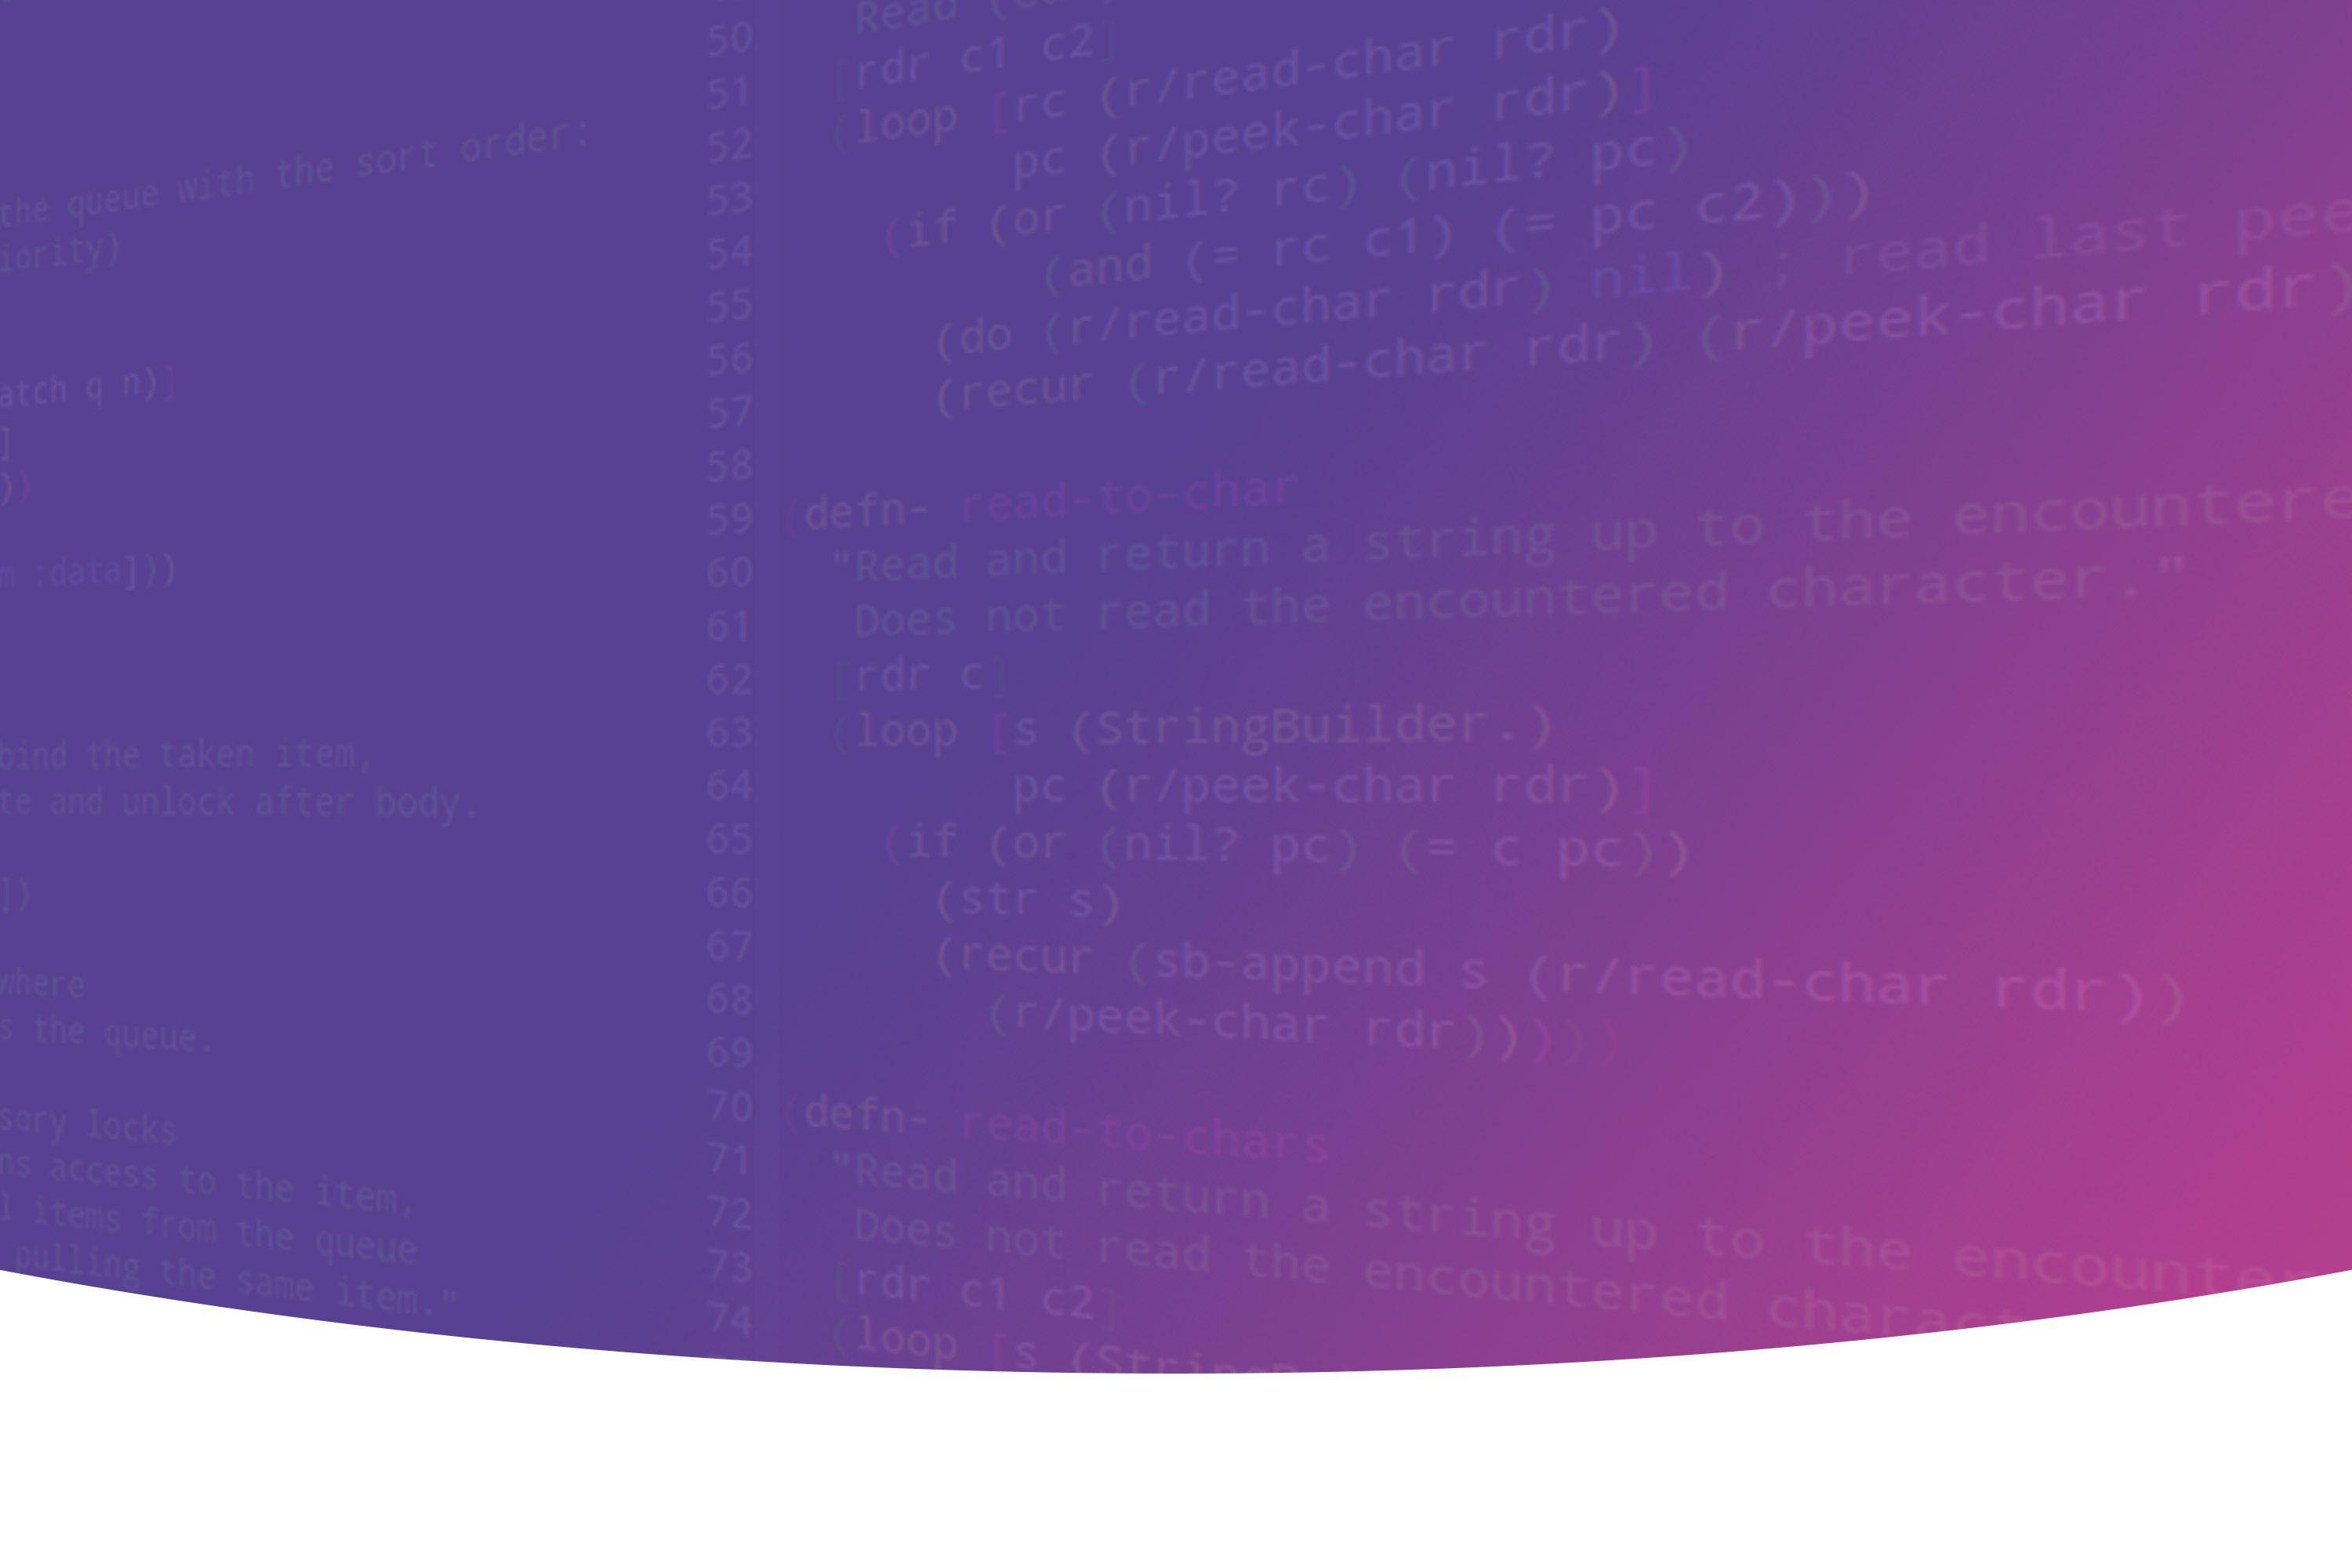 the queue with the sort order:
iority)
atch q n)]
]
))
m :data]))
bind the taken item,
te and unlock after body.
])
where
s the queue.
sory locks
ns access to the item,
l items from the queue
pulling the same item."
Read
50 [rdr c1 c2]
51 (loop [rc (r/read-char rdr)
52 pc (r/peek-char rdr)]
53 (if (or (nil? rc) (nil? pc)
54 (and (= rc c1) (= pc c2)))
55 (do (r/read-char rdr) nil) ; read last pee
56 (recur (r/read-char rdr) (r/peek-char rdr)
57
58
59 (defn- read-to-char
60 "Read and return a string up to the encountere
61 Does not read the encountered character."
62 [rdr c]
63 (loop [s (StringBuilder.)
64 pc (r/peek-char rdr)]
65 (if (or (nil? pc) (= c pc))
66 (str s)
67 (recur (sb-append s (r/read-char rdr))
68 (r/peek-char rdr)))))
69
70 (defn- read-to-chars
71 "Read and return a string up to the encounter
72 Does not read the encountered charact
73 [rdr c1 c2]
74 (loop [s (StringB